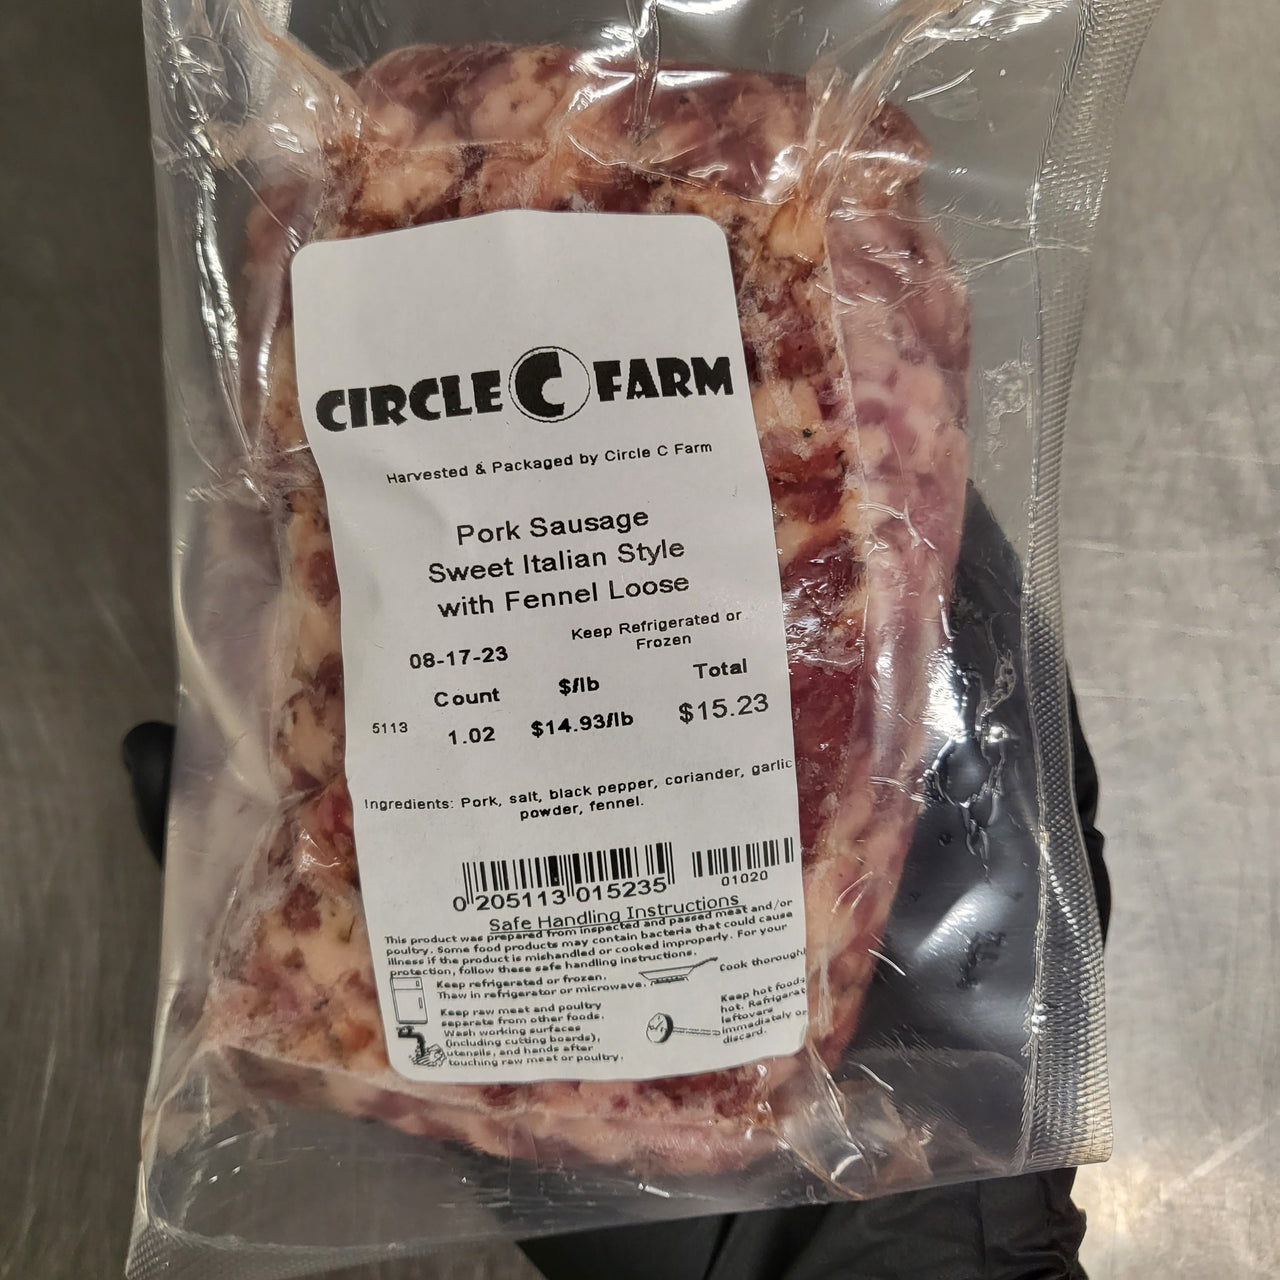 CIRCLE C FARM
Harvested & Packaged by Circle C Farm
Pork Sausage
Sweet Italian Style
with Fennel Loose
Keep Refrigerated or
Frozen
08-17-23
Count $/lb Total
5113 1.02 $14.93/lb $15.23
Ingredients: Pork, salt, black pepper, coriander, garlic
powder, fennel.
0 205113 015235 01020
Safe Handling Instructions
This product was prepared from inspected and passed meat and/or
poultry. Some food products may contain bacteria that could cause
illness if the product is mishandled or cooked improperly. For your
protection, follow these safe handling instructions.
Keep refrigerated or frozen.
Thaw in refrigerator or microwave.
Cook thoroughl
Keep raw meat and poultry
separate from other foods.
Wash working surfaces
(including cutting boards),
utensils, and hands after
touching raw meat or poultry.
Keep hot foods
hot. Refrigerat
leftovers
immediately or
discard.